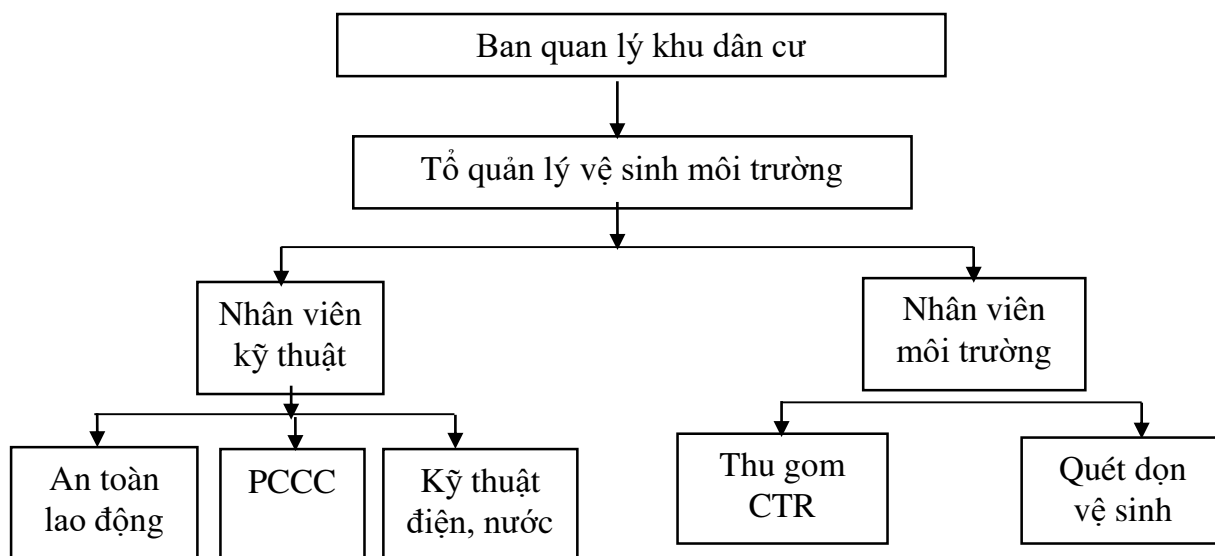 Ban quan lý khu dân cư
Tổ quản lý vệ sinh môi trường
Nhân viên
kỹ thuật
Nhân viên
môi trường
An toàn
lao động
PCCC
Kỹ thuật
điện, nước
Thu gom
CTR
Quét dọn
vệ sinh